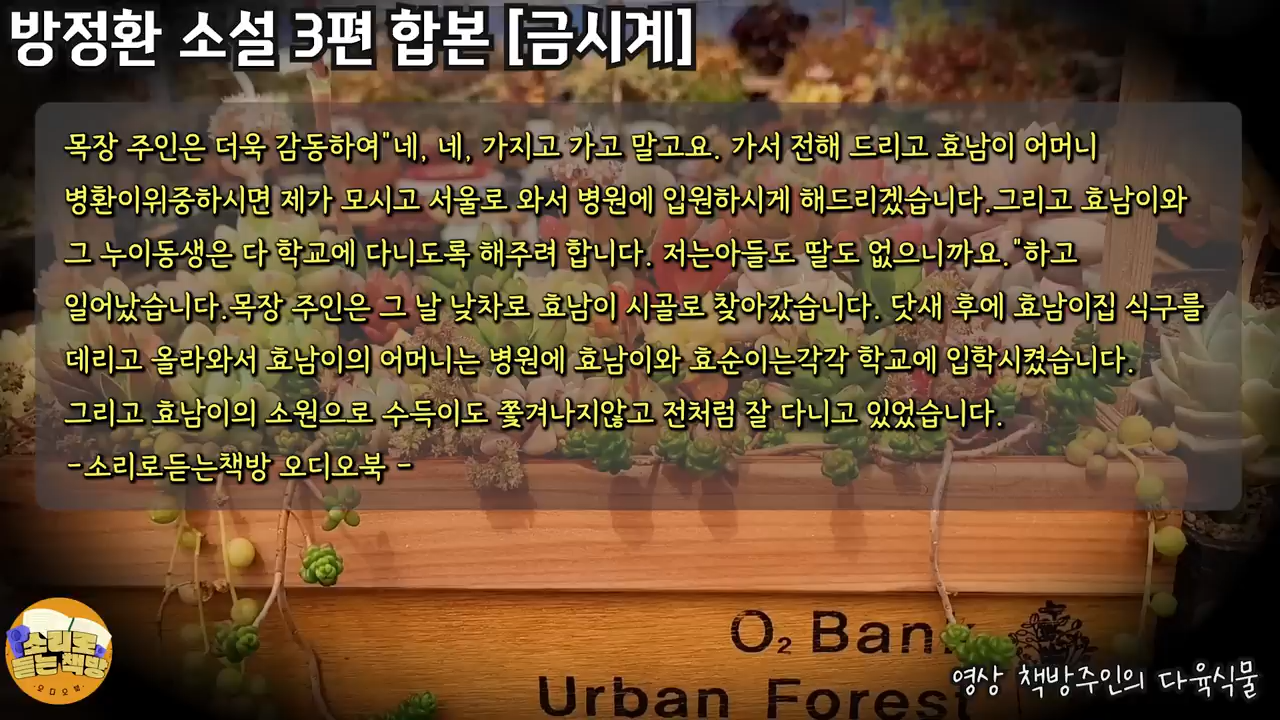 방정환 소설 3편 합본 [금시계]
목장 주인은 더욱 감동하여"네, 네, 가지고 가고 말고요. 가서 전해 드리고 효남이 어머니
병환이위중하시면 제가 모시고 서울로 와서 병원에 입원하시게 해드리겠습니다.그리고 효남이와
그 누이동생은 다 학교에 다니도록 해주려 합니다. 저는아들도 딸도 없으니까요."하고
일어났습니다.목장 주인은 그 날 낮차로 효남이 시골로 찾아갔습니다. 닷새 후에 효남이집 식구를
데리고 올라와서 효남이의 어머니는 병원에 효남이와 효순이는각각 학교에 입학시켰습니다.
그리고 효남이의 소원으로 수득이도 쫓겨나지않고 전처럼 잘 다니고 있었습니다.
-소리로듣는책방 오디오북 -
소리로
듣는 책방
·오디오북·
O₂ Bank
Urban Forest
영상 책방주인의 다육식물